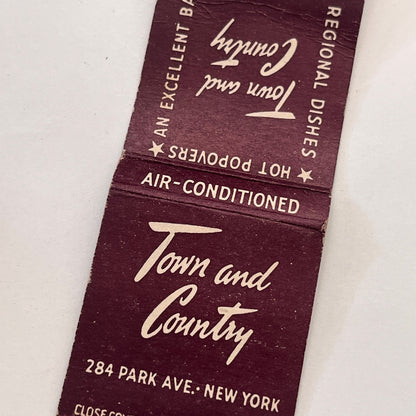 REGIONAL DISHES
★ HOT POPOVERS ★
AN EXCELLENT
Town and
Country
AIR-CONDITIONED
Town and
Country
284 PARK AVE. • NEW YORK
CLOSE